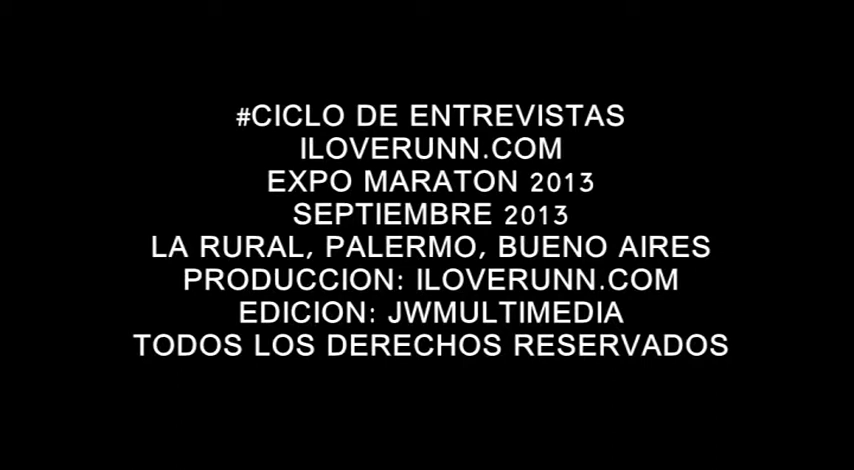 #CICLO DE ENTREVISTAS
ILOVERUNN.COM
EXPO MARATON 2013
SEPTIEMBRE 2013
LA RURAL, PALERMO, BUENO AIRES
PRODUCCION: ILOVERUNN.COM
EDICION: JWMULTIMEDIA
TODOS LOS DERECHOS RESERVADOS